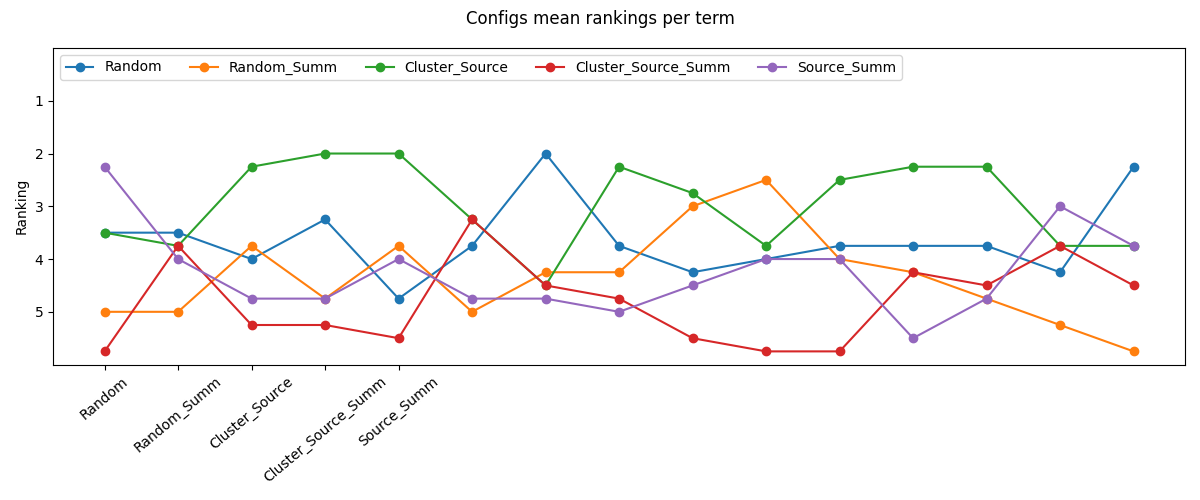 Configs mean rankings per term
Random Random_Summ Cluster_Source Cluster_Source_Summ Source_Summ
1
2
3
4
5
Ranking
Random
Random_Summ
Cluster_Source
Cluster_Source_Summ
Source_Summ